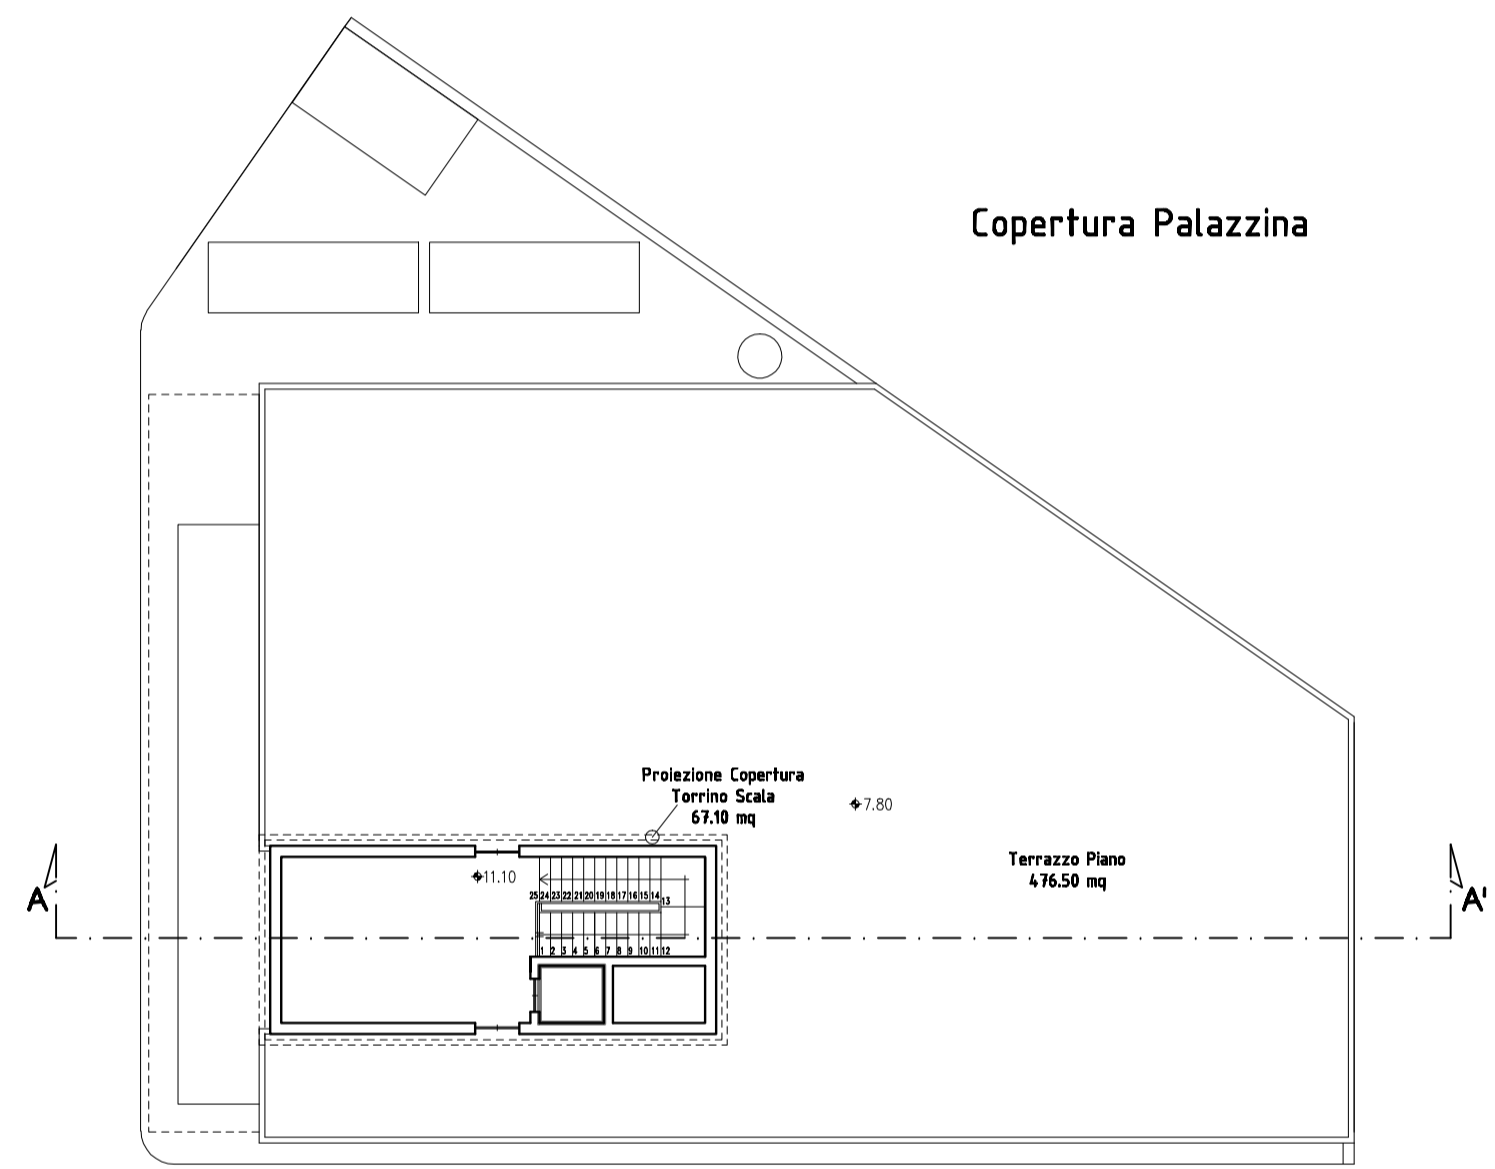 Copertura Palazzina
Proiezione Copertura
Torrino Scala
67.10 mq
7.80
Terrazzo Piano
476.50 mq
11.10
A
A'
25 24 23 22 21 20 19 18 17 16 15 14
13
1 2 3 4 5 6 7 8 9 10 11 12